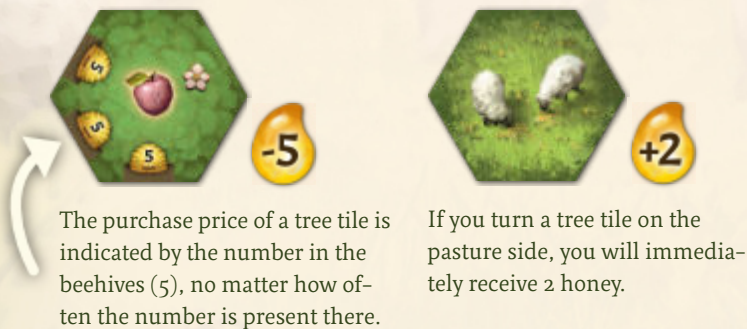 5
5
5
-5
+2
The purchase price of a tree tile is
indicated by the number in the
beehives (5), no matter how of-
ten the number is present there.
If you turn a tree tile on the
pasture side, you will immedia-
tely receive 2 honey.